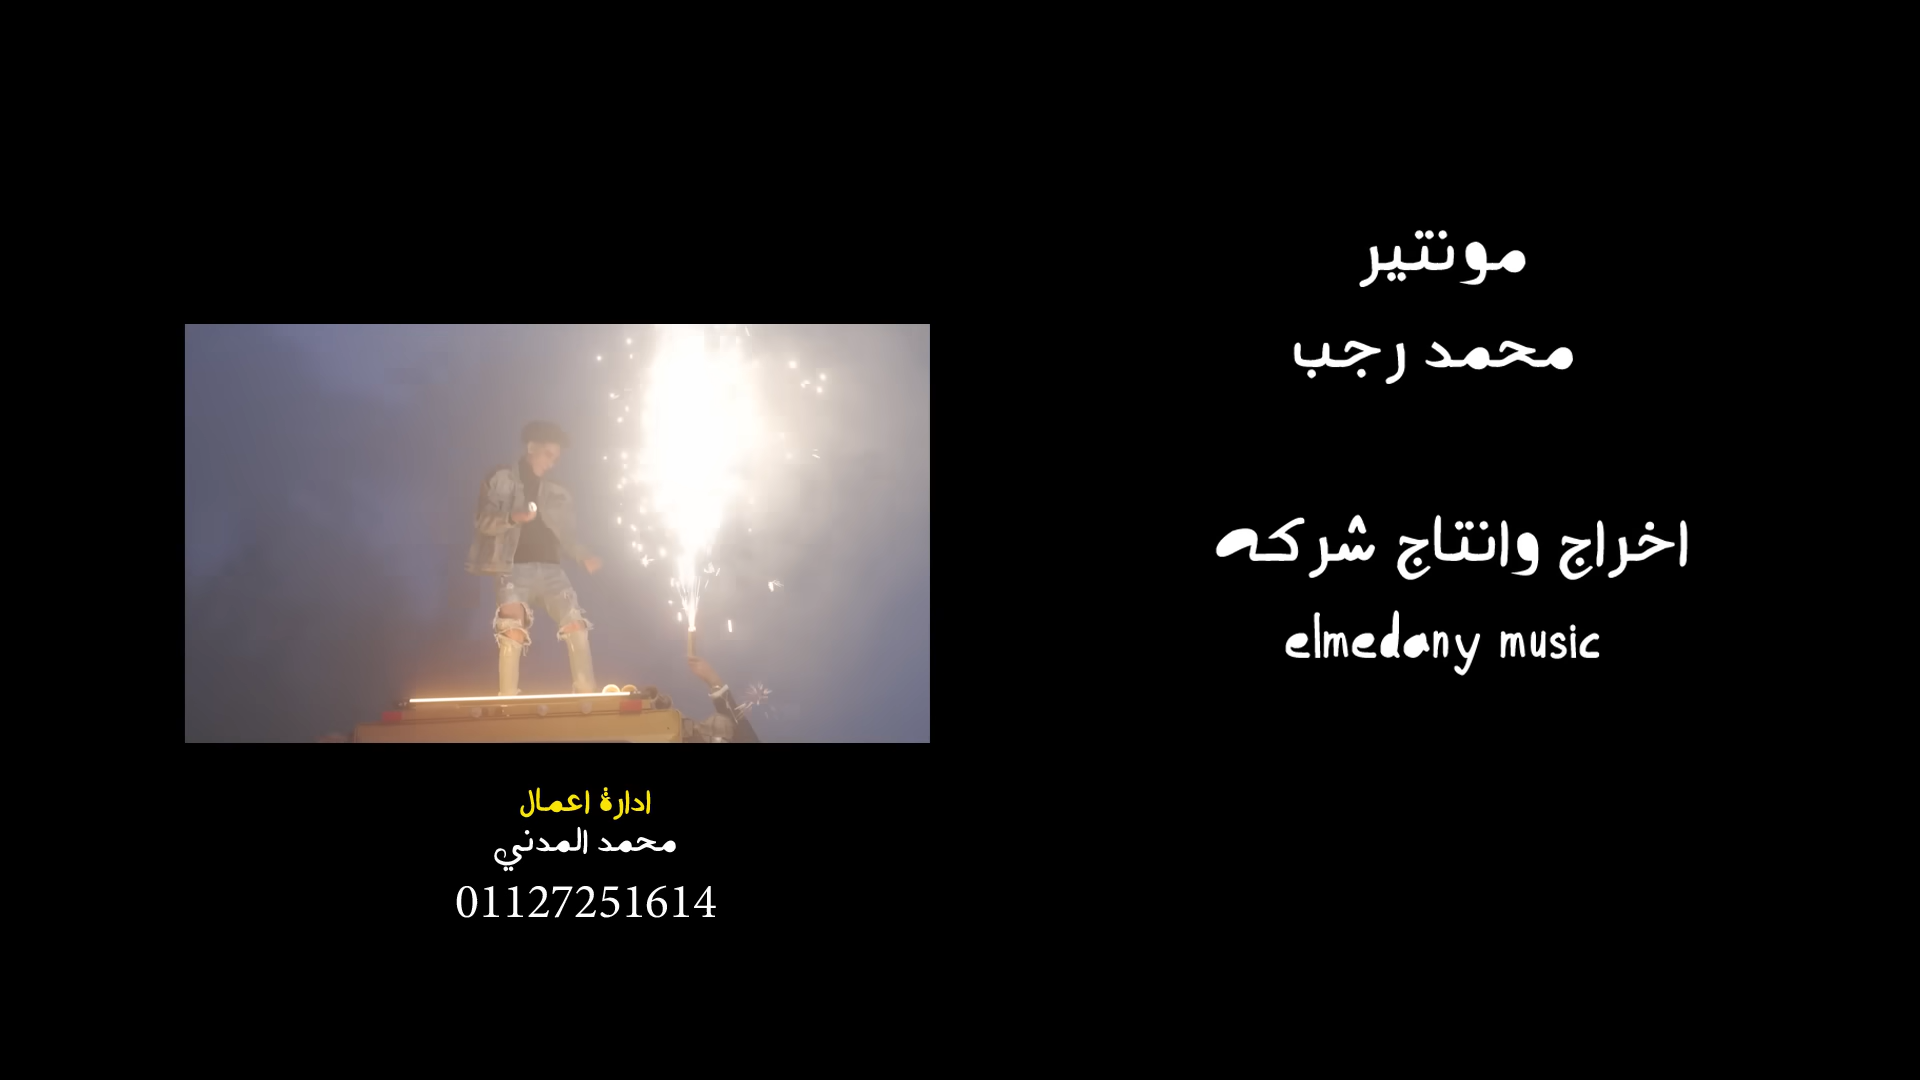 مونتير
محمد رجب
اخراج وانتاج شركه
elmedany music
ادارة اعمال
محمد المدني
01127251614